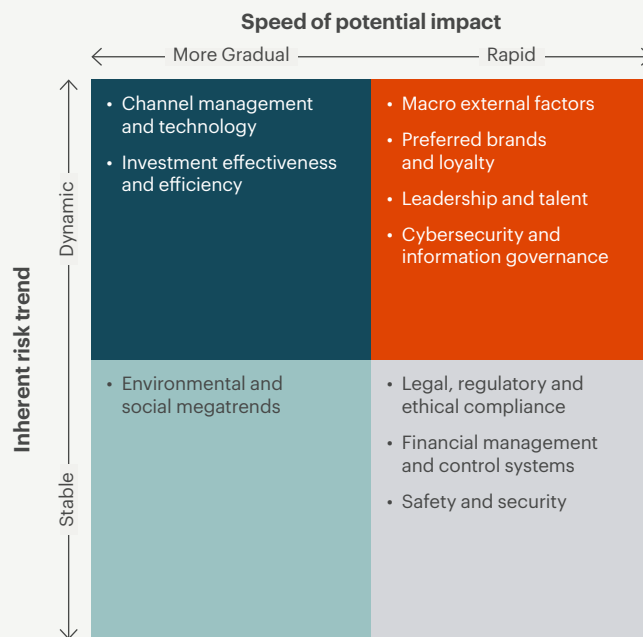 Speed of potential impact
More Gradual
Rapid
Inherent risk trend
Dynamic
Stable
• Channel management
and technology
• Investment effectiveness
and efficiency
• Macro external factors
• Preferred brands
and loyalty
• Leadership and talent
• Cybersecurity and
information governance
• Environmental and
social megatrends
• Legal, regulatory and
ethical compliance
• Financial management
and control systems
• Safety and security